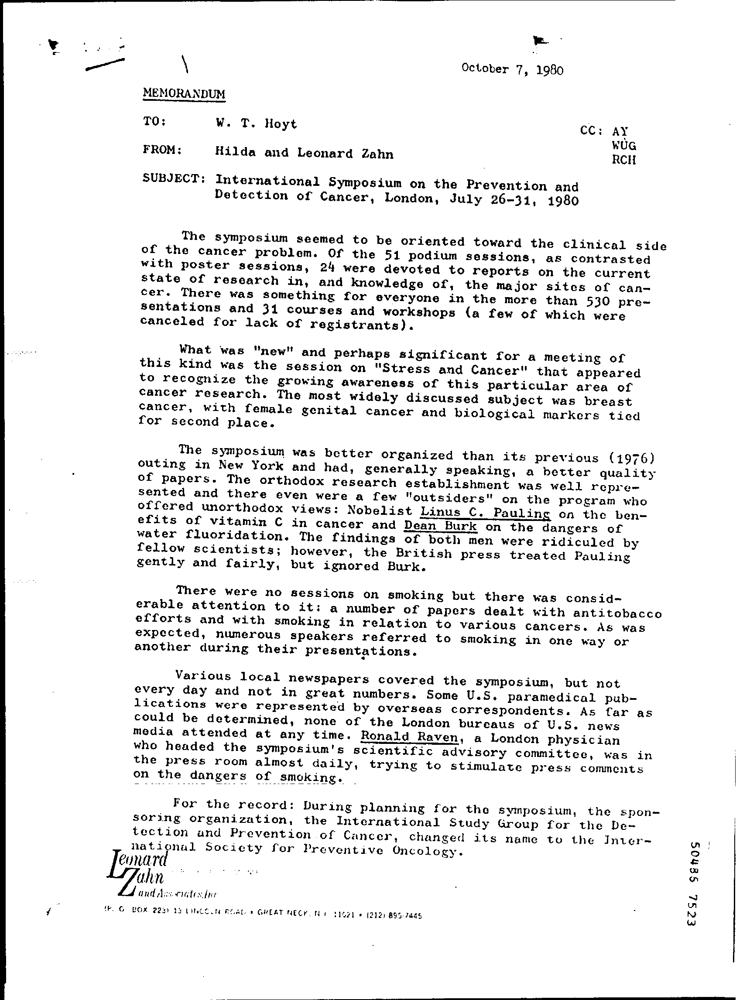 October 7, 1980
MEMORANDUM
TO: W. T. Hoyt
CC: AY
WUG
RCH
FROM: Hilda and Leonard Zahn
SUBJECT: International Symposium on the Prevention and
Detection of Cancer, London, July 26-31, 1980
The symposium seemed to be oriented toward the clinical side
of the cancer problem. Of the 51 podium sessions, as contrasted
with poster sessions, 24 were devoted to reports on the current
state of research in, and knowledge of, the major sites of can-
cer. There was something for everyone in the more than 530 pre-
sentations and 31 courses and workshops (a few of which were
canceled for lack of registrants).
What was "new" and perhaps significant for a meeting of
this kind was the session on "Stress and Cancer" that appeared
to recognize the growing awareness of this particular area of
cancer research. The most widely discussed subject was breast
cancer, with female genital cancer and biological markers tied
for second place.
The symposium was better organized than its previous (1976)
outing in New York and had, generally speaking, a better quality
of papers. The orthodox research establishment was well repre-
sented and there even were a few "outsiders" on the program who
offered unorthodox views: Nobelist Linus C. Pauling on the ben-
efits of vitamin C in cancer and Dean Burk on the dangers of
water fluoridation. The findings of both men were ridiculed by
fellow scientists; however, the British press treated Pauling
gently and fairly, but ignored Burk.
There were no sessions on smoking but there was consid-
erable attention to it: a number of papers dealt with antitobacco
efforts and with smoking in relation to various cancers. As was
expected, numerous speakers referred to smoking in one way or
another during their presentations.
Various local newspapers covered the symposium, but not
every day and not in great numbers. Some U.S. paramedical pub-
lications were represented by overseas correspondents. As far as
could be determined, none of the London bureaus of U.S. news
media attended at any time. Ronald Raven, a London physician
who headed the symposium's scientific advisory committee, was in
the press room almost daily, trying to stimulate press comments
on the dangers of smoking.
For the record: During planning for the symposium, the spon-
soring organization, the International Study Group for the De-
tection and Prevention of Cancer, changed its name to the Inter-
national Society for Preventive Oncology.
Leonard
Zahn
and Associates, Inc
P. O. BOX 223 13 LINCOLN ROAD • GREAT NECK, N.Y. 11021 • (212) 895-7445
50485 7523